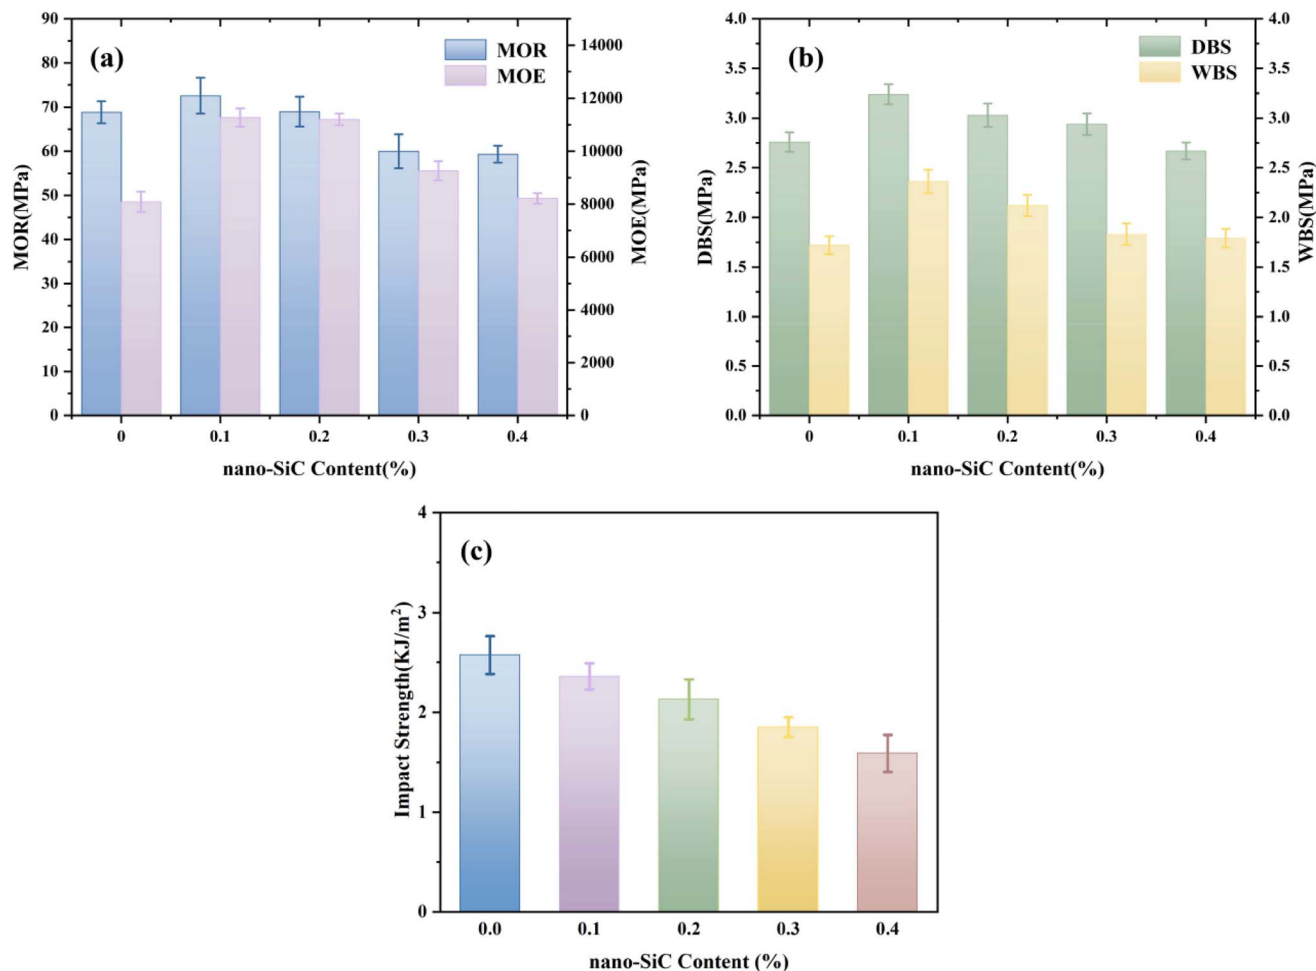 (a)
MOR
MOE
90
80
70
60
50
40
30
20
10
0
MOR(MPa)
14000
12000
10000
8000
6000
4000
2000
0
MOE(MPa)
0 0.1 0.2 0.3 0.4
nano-SiC Content(%)
(b)
DBS
WBS
4.0
3.5
3.0
2.5
2.0
1.5
1.0
0.5
0.0
DBS(MPa)
4.0
3.5
3.0
2.5
2.0
1.5
1.0
0.5
0.0
WBS(MPa)
0 0.1 0.2 0.3 0.4
nano-SiC Content(%)
(c)
4
3
2
1
0
Impact Strength(KJ/m²)
0.0 0.1 0.2 0.3 0.4
nano-SiC Content (%)